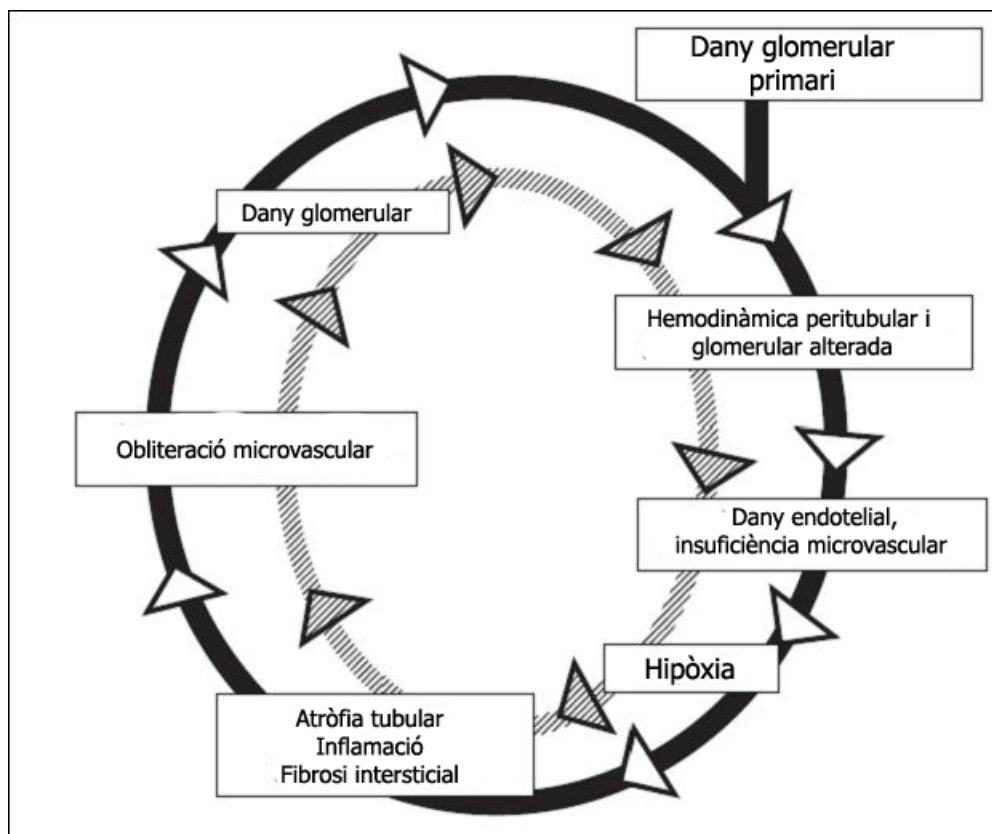 Dany glomerular
primari
Dany glomerular
Hemodinàmica peritubular i
glomerular alterada
Obliteració microvascular
Dany endotelial,
insuficiència microvascular
Hipòxia
Atròfia tubular
Inflamació
Fibrosi intersticial